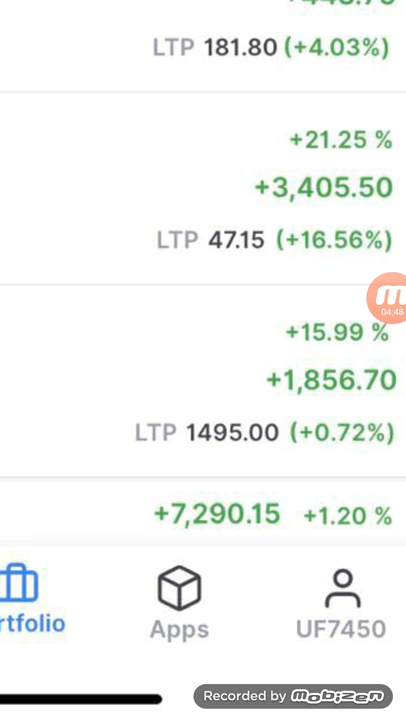 LTP 181.80 (+4.03%)
+21.25 %
+3,405.50
LTP 47.15 (+16.56%)
04:48
+15.99 %
+1,856.70
LTP 1495.00 (+0.72%)
+7,290.15 +1.20 %
rtfolio Apps UF7450
Recorded by mobizen